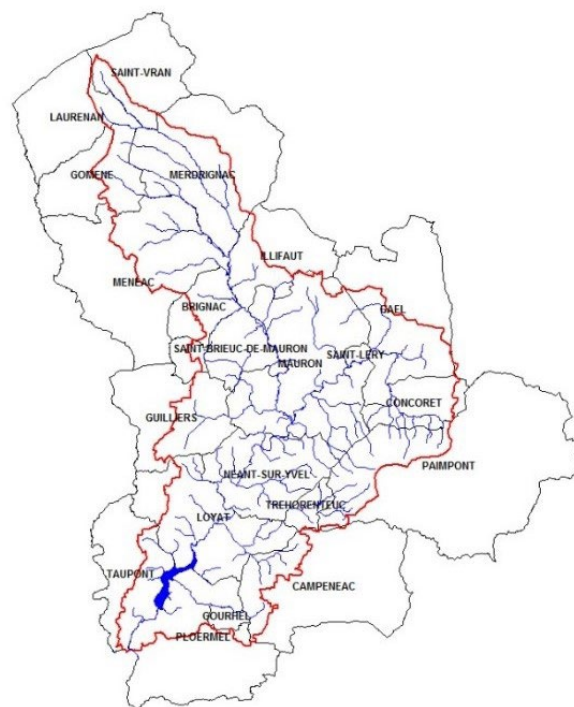 SAINT-VRAN
LAURENAN
GOMENE
MERDRIGNAC
ILLIFAUT
MENEAC
BRIGNAC
GAEL
SAINT-BRIEUC-DE-MAURON
SAINT-LERY
MAURON
CONCORET
GUILLIERS
PAIMPONT
NEANT-SUR-YVEL
TREHORENTEUC
LOYAT
TAUPONT
CAMPENEAC
GOURHEL
PLOERMEL